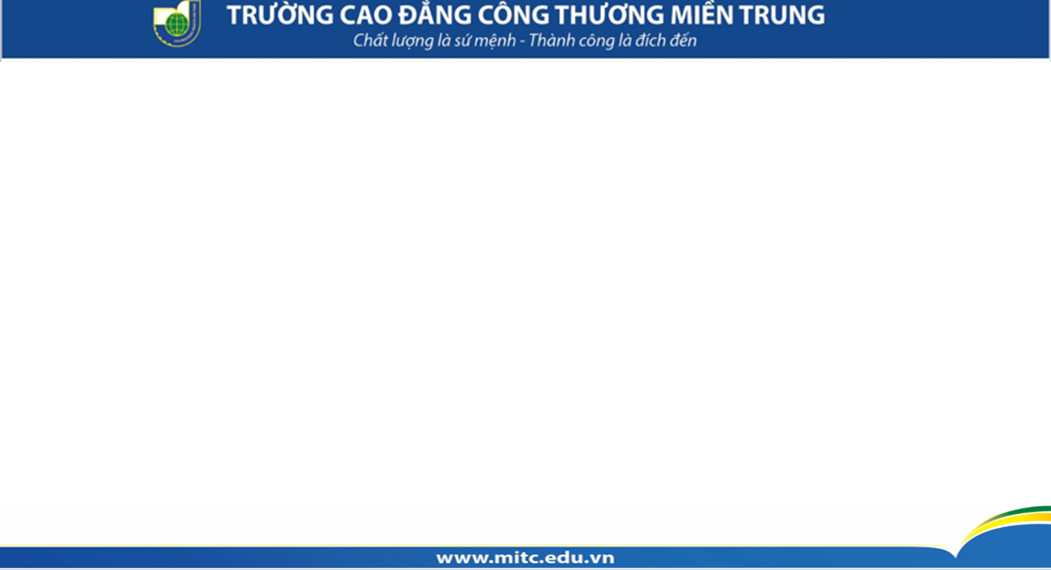 TRƯỜNG CAO ĐẲNG CÔNG THƯƠNG MIỀN TRUNG
Chất lượng là sứ mệnh - Thành công là đích đến
www.mitc.edu.vn